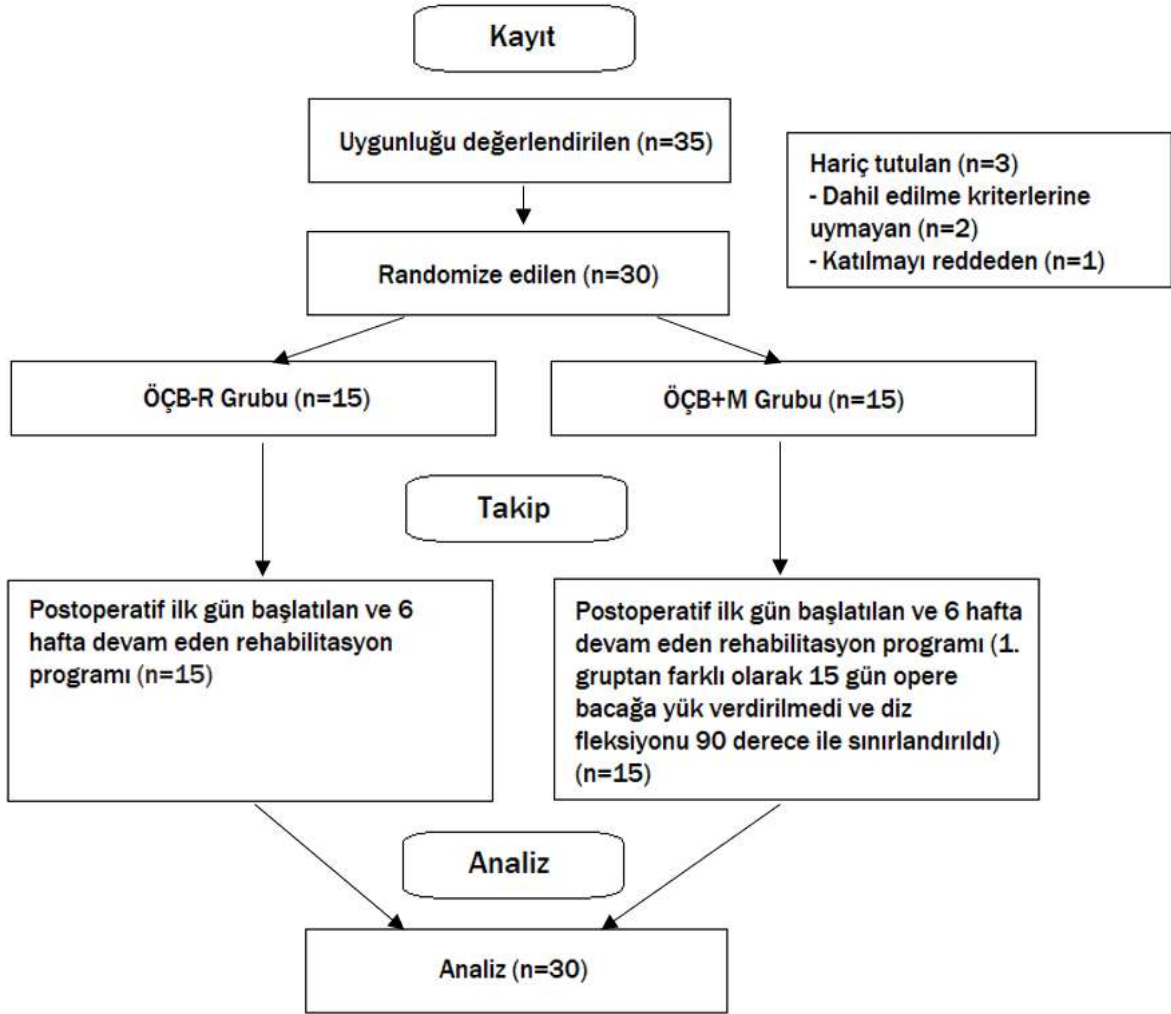 Kayıt
Uygunluğu değerlendirilen (n=35)
Hariç tutulan (n=3)
- Dahil edilme kriterlerine
uymayan (n=2)
- Katılmayı reddeden (n=1)
Randomize edilen (n=30)
ÖÇB-R Grubu (n=15)
ÖÇB+M Grubu (n=15)
Takip
Postoperatif ilk gün başlatılan ve 6
hafta devam eden rehabilitasyon
programı (n=15)
Postoperatif ilk gün başlatılan ve 6 hafta
devam eden rehabilitasyon programı (1.
gruptan farklı olarak 15 gün opere
bacağa yük verdirilmedi ve diz
fleksiyonu 90 derece ile sınırlandırıldı)
(n=15)
Analiz
Analiz (n=30)